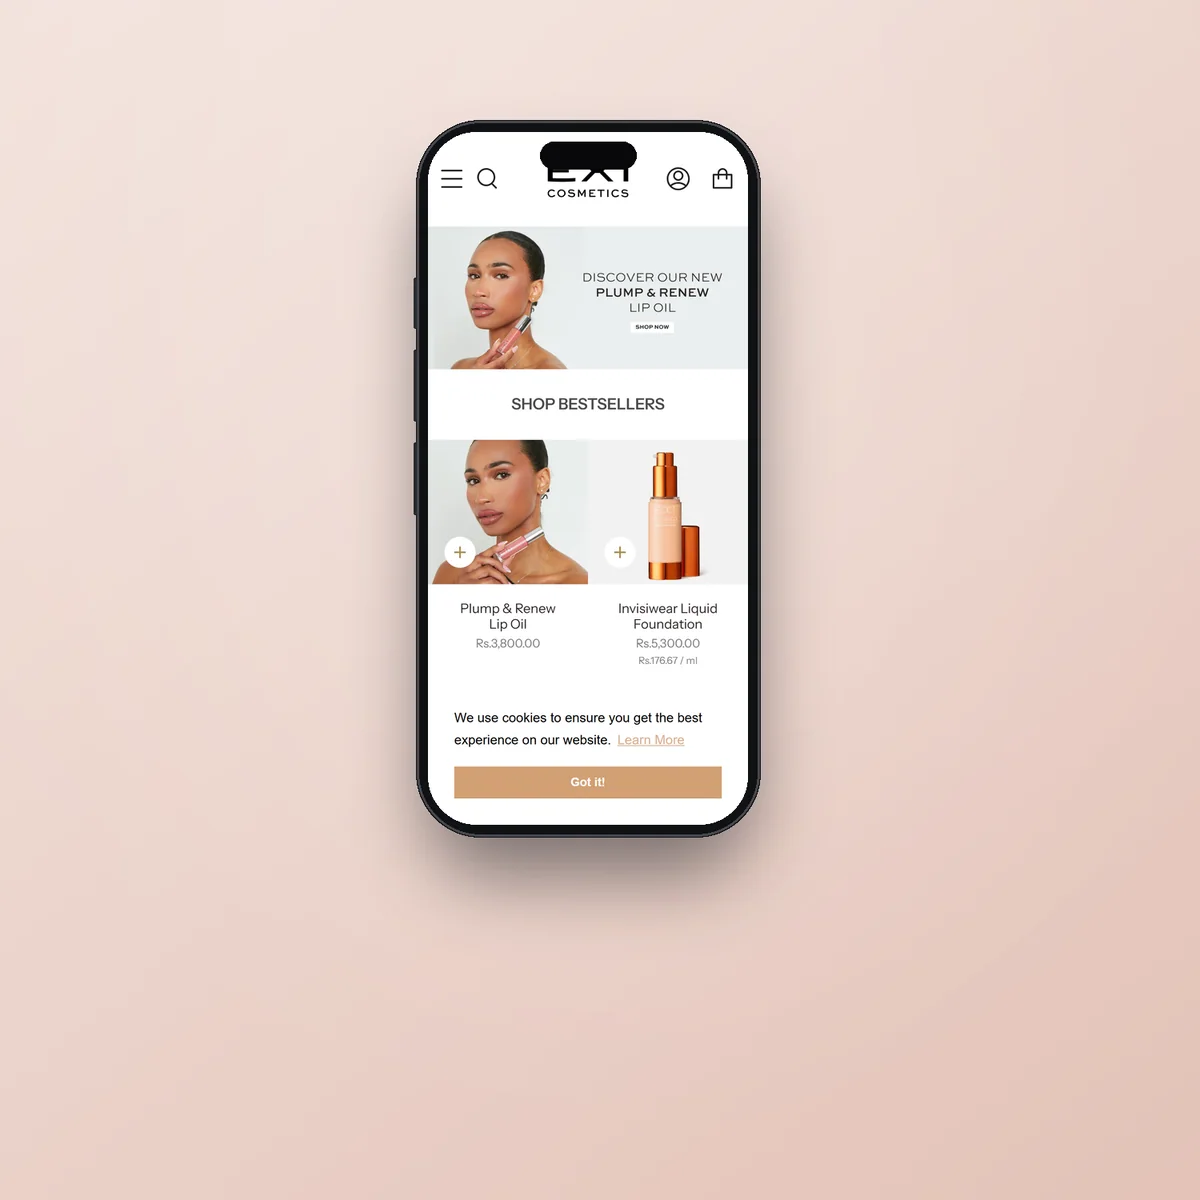 COSMETICS
DISCOVER OUR NEW
PLUMP & RENEW
LIP OIL
SHOP NOW
SHOP BESTSELLERS
Plump & Renew
Lip Oil
Rs.3,800.00
Invisiwear Liquid
Foundation
Rs.5,300.00
Rs.176.67 / ml
We use cookies to ensure you get the best
experience on our website. Learn More
Got it!